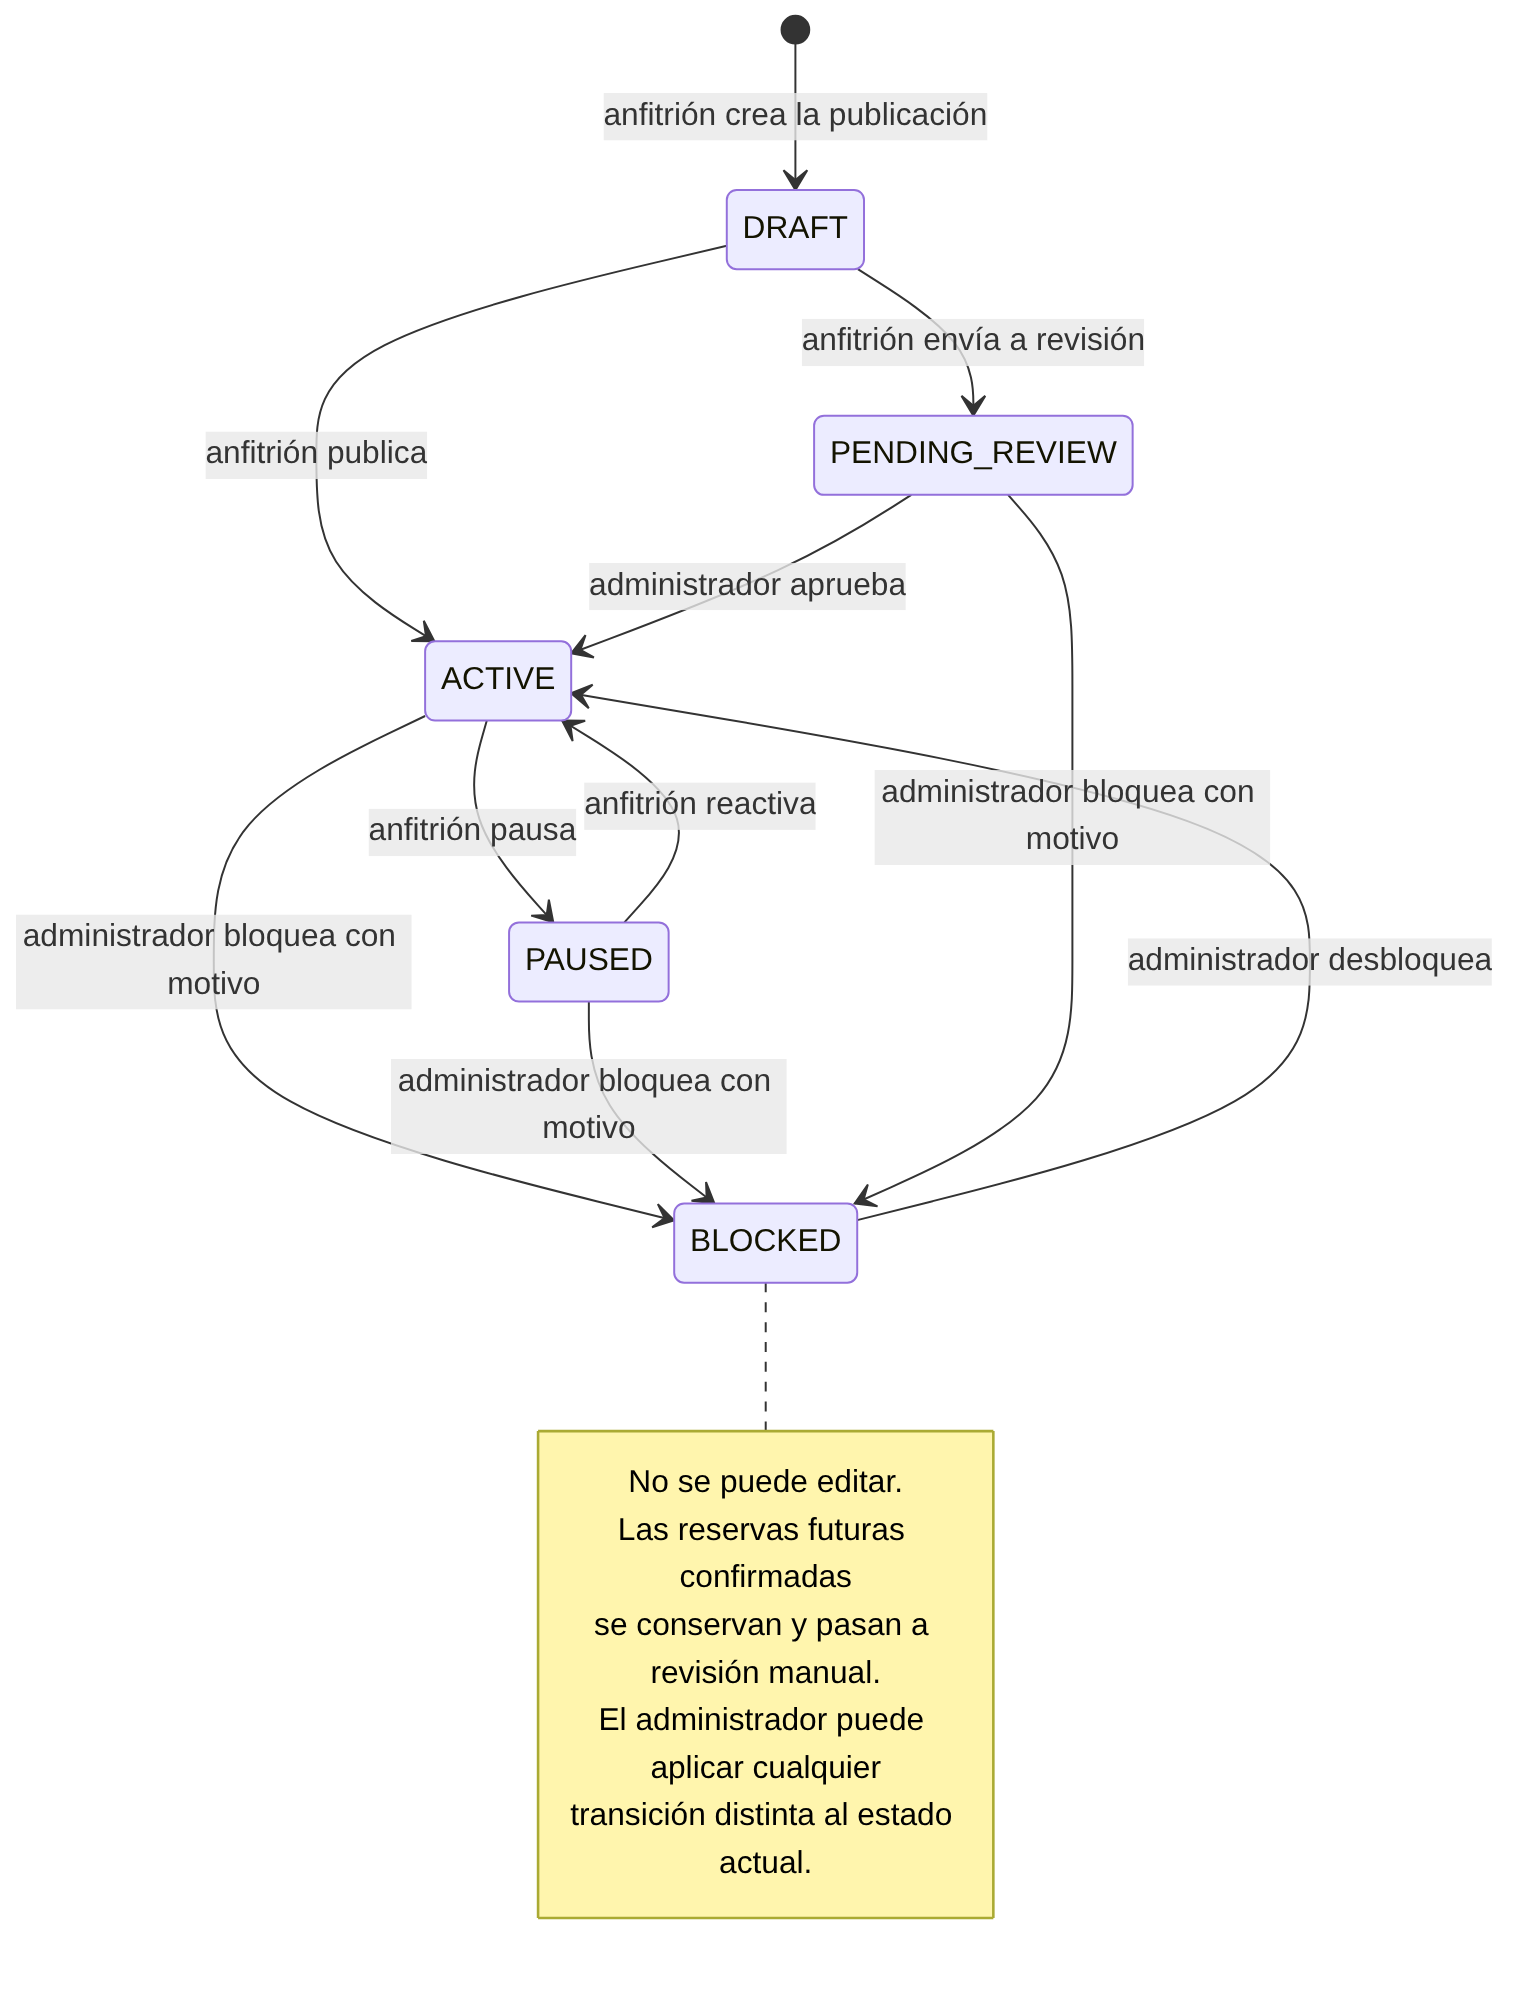 anfitrión crea la publicación
DRAFT
anfitrión envía a revisión
anfitrión publica
PENDING_REVIEW
administrador aprueba
ACTIVE
anfitrión reactiva
anfitrión pausa
administrador bloquea con
motivo
administrador bloquea con
motivo
PAUSED
administrador desbloquea
administrador bloquea con
motivo
BLOCKED
No se puede editar.
Las reservas futuras
confirmadas
se conservan y pasan a
revisión manual.
El administrador puede
aplicar cualquier
transición distinta al estado
actual.